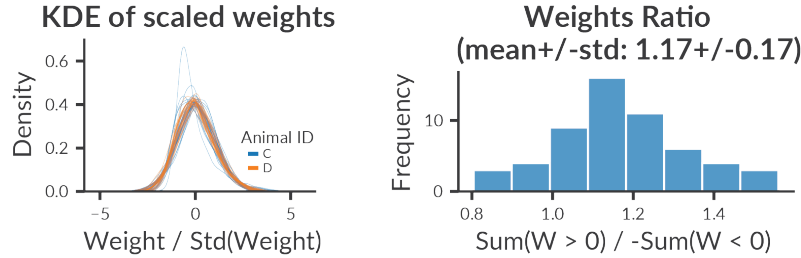 KDE of scaled weights
Density
0.6
0.4
0.2
0.0
Animal ID
C
D
−5
0
5
Weight / Std(Weight)
Weights Ratio
(mean+/-std: 1.17+/-0.17)
Frequency
10
0
0.8
1.0
1.2
1.4
Sum(W > 0) / -Sum(W < 0)